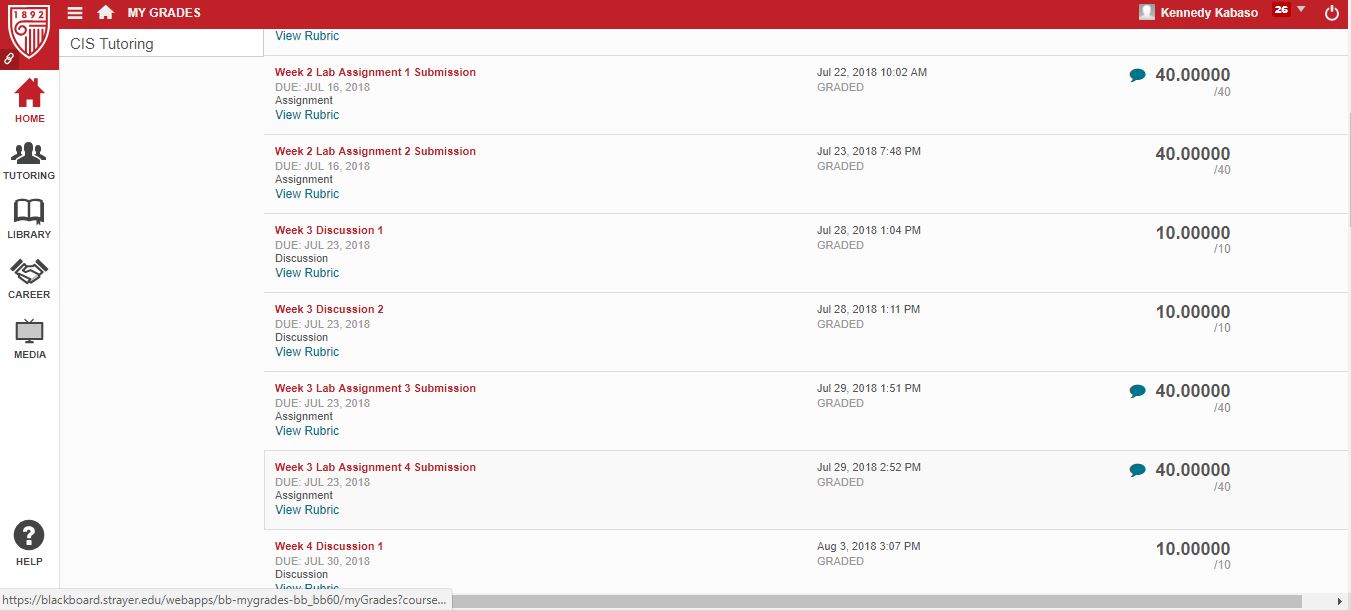 1892
MY GRADES
Kennedy Kabaso
26
CIS Tutoring
HOME
TUTORING
LIBRARY
CAREER
MEDIA
HELP
View Rubric
Week 2 Lab Assignment 1 Submission
Jul 22, 2018 10:02 AM
40.00000
DUE: JUL 16, 2018
GRADED
/40
Assignment
View Rubric
Week 2 Lab Assignment 2 Submission
Jul 23, 2018 7:48 PM
40.00000
DUE: JUL 16, 2018
GRADED
/40
Assignment
View Rubric
Week 3 Discussion 1
Jul 28, 2018 1:04 PM
10.00000
DUE: JUL 23, 2018
GRADED
/10
Discussion
View Rubric
Week 3 Discussion 2
Jul 28, 2018 1:11 PM
10.00000
DUE: JUL 23, 2018
GRADED
/10
Discussion
View Rubric
Week 3 Lab Assignment 3 Submission
Jul 29, 2018 1:51 PM
40.00000
DUE: JUL 23, 2018
GRADED
/40
Assignment
View Rubric
Week 3 Lab Assignment 4 Submission
Jul 29, 2018 2:52 PM
40.00000
DUE: JUL 23, 2018
GRADED
/40
Assignment
View Rubric
Week 4 Discussion 1
Aug 3, 2018 3:07 PM
10.00000
DUE: JUL 30, 2018
GRADED
/10
Discussion
View Rubric
https://blackboard.strayer.edu/webapps/bb-mygrades-bb_bb60/myGrades?course...